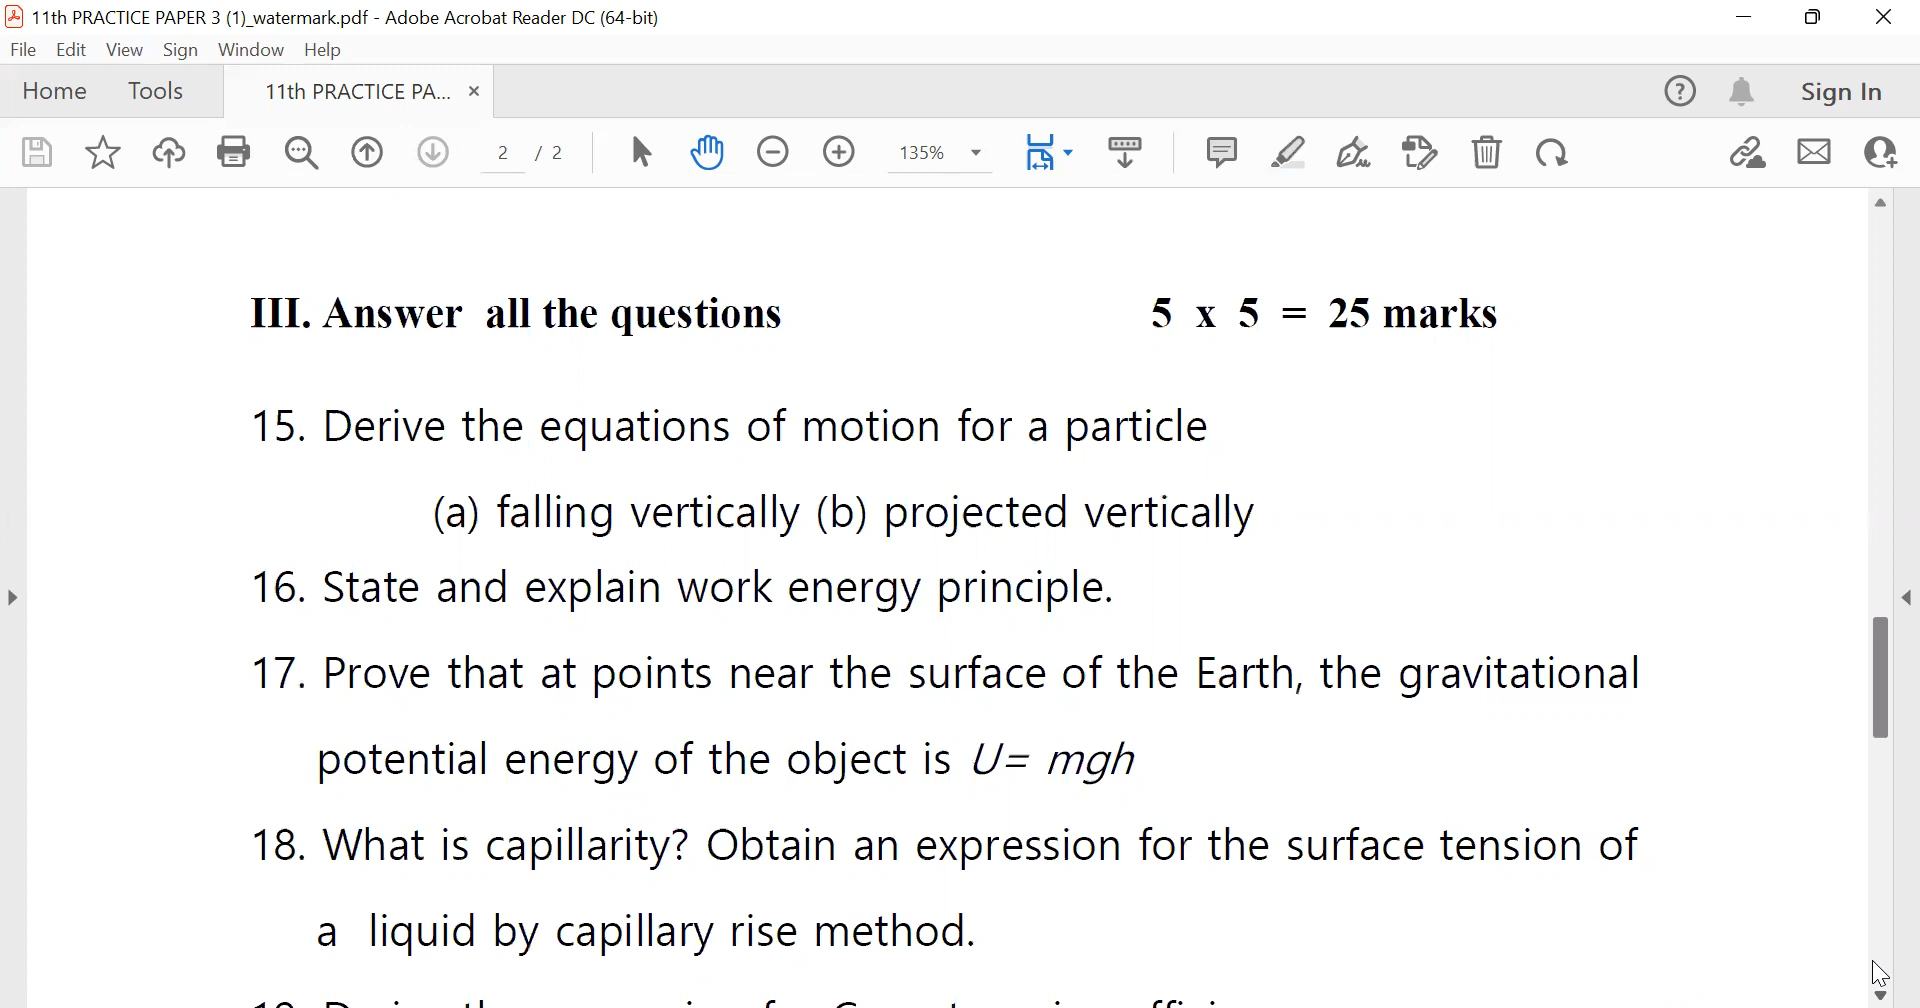 11th PRACTICE PAPER 3 (1)_watermark.pdf - Adobe Acrobat Reader DC (64-bit)
File Edit View Sign Window Help
Home Tools 11th PRACTICE PA... × Sign In
2 / 2 135%
III. Answer all the questions 5 x 5 = 25 marks
15. Derive the equations of motion for a particle
(a) falling vertically (b) projected vertically
16. State and explain work energy principle.
17. Prove that at points near the surface of the Earth, the gravitational
potential energy of the object is U= mgh
18. What is capillarity? Obtain an expression for the surface tension of
a liquid by capillary rise method.